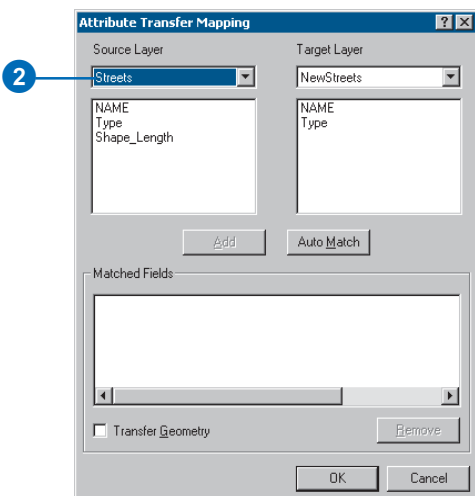 Attribute Transfer Mapping
Source Layer Target Layer
2
Streets NewStreets
NAME NAME
Type Type
Shape_Length
Add Auto Match
Matched Fields
Transfer Geometry Remove
OK Cancel